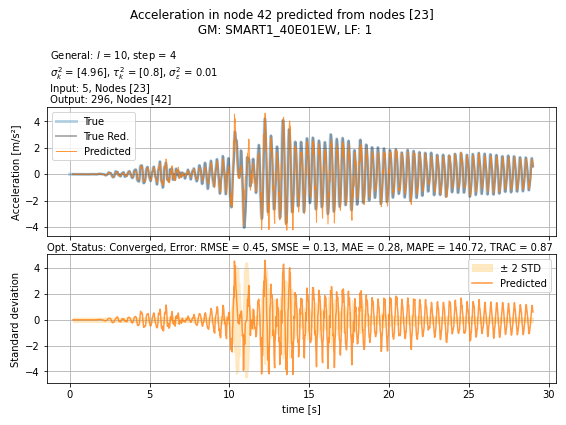 Acceleration in node 42 predicted from nodes [23]
GM: SMART1_40E01EW, LF: 1
General: l = 10, step = 4
σ²ₖ = [4.96], τ²ₖ = [0.8], σ²ε = 0.01
Input: 5, Nodes [23]
Output: 296, Nodes [42]
Acceleration [m/s²]
4
2
0
−2
−4
True
True Red.
Predicted
Opt. Status: Converged, Error: RMSE = 0.45, SMSE = 0.13, MAE = 0.28, MAPE = 140.72, TRAC = 0.87
Standard deviation
4
2
0
−2
−4
± 2 STD
Predicted
0 5 10 15 20 25 30
time [s]